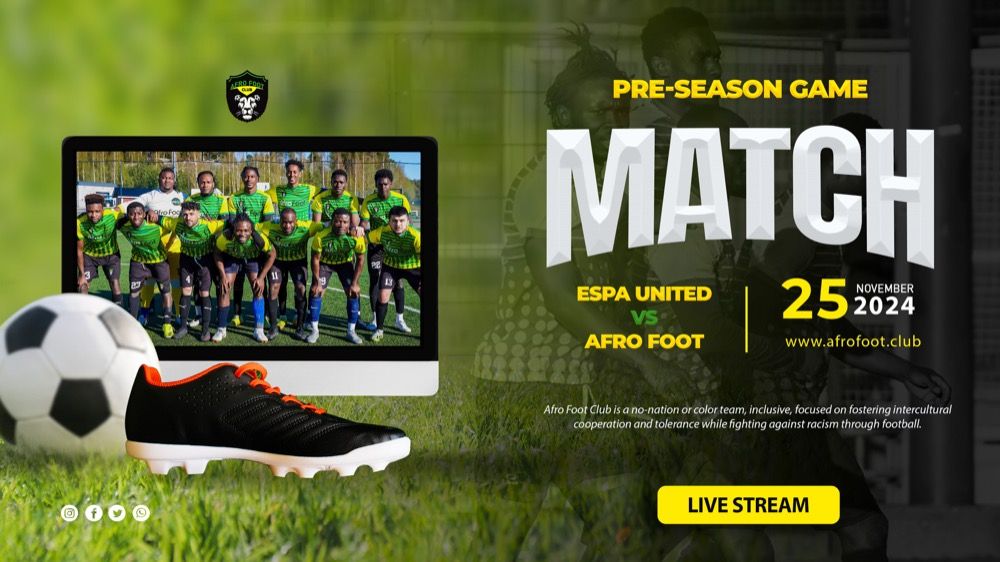 AFRO FOOT
CLUB
PRE-SEASON GAME
MATCH
ESPA UNITED
VS
AFRO FOOT
25 NOVEMBER
2024
www.afrofoot.club
Afro Foot Club is a no-nation or color team, inclusive, focused on fostering intercultural
cooperation and tolerance while fighting against racism through football.
LIVE STREAM